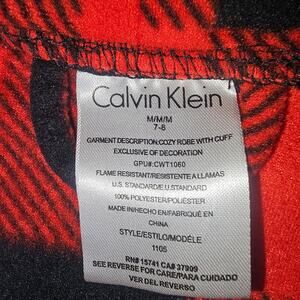 Calvin Klein
M/M/M
7-8
GARMENT DESCRIPTION:COZY ROBE WITH CUFF
EXCLUSIVE OF DECORATION
GPU#:CWT1060
FLAME RESISTANT/RESISTENTE A LLAMAS
U.S. STANDARD/E.U.STANDARD
100% POLYESTER/POLIÉSTER
MADE IN/HECHO EN/FABRIQUÉ EN
CHINA
STYLE/ESTILO/MODÈLE
1106
RN# 15741 CA# 37909
SEE REVERSE FOR CARE/PARA CUIDADO
VER DEL REVERSO